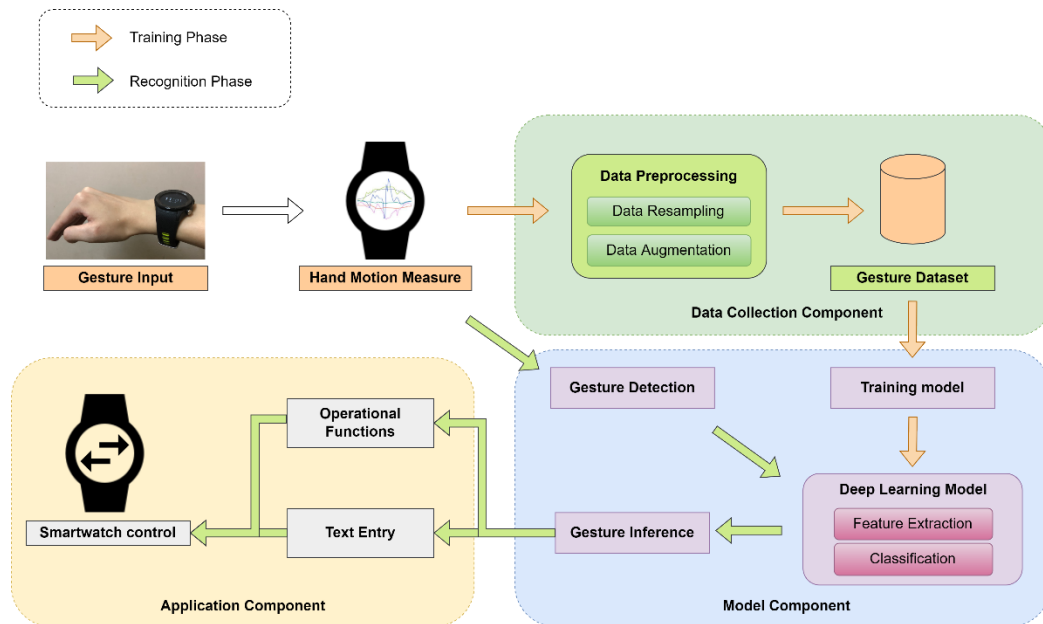 Training Phase
Recognition Phase
Gesture Input
Hand Motion Measure
Data Preprocessing
Data Resampling
Data Augmentation
Gesture Dataset
Data Collection Component
Gesture Detection
Training model
Deep Learning Model
Feature Extraction
Classification
Gesture Inference
Model Component
Operational
Functions
Text Entry
Smartwatch control
Application Component